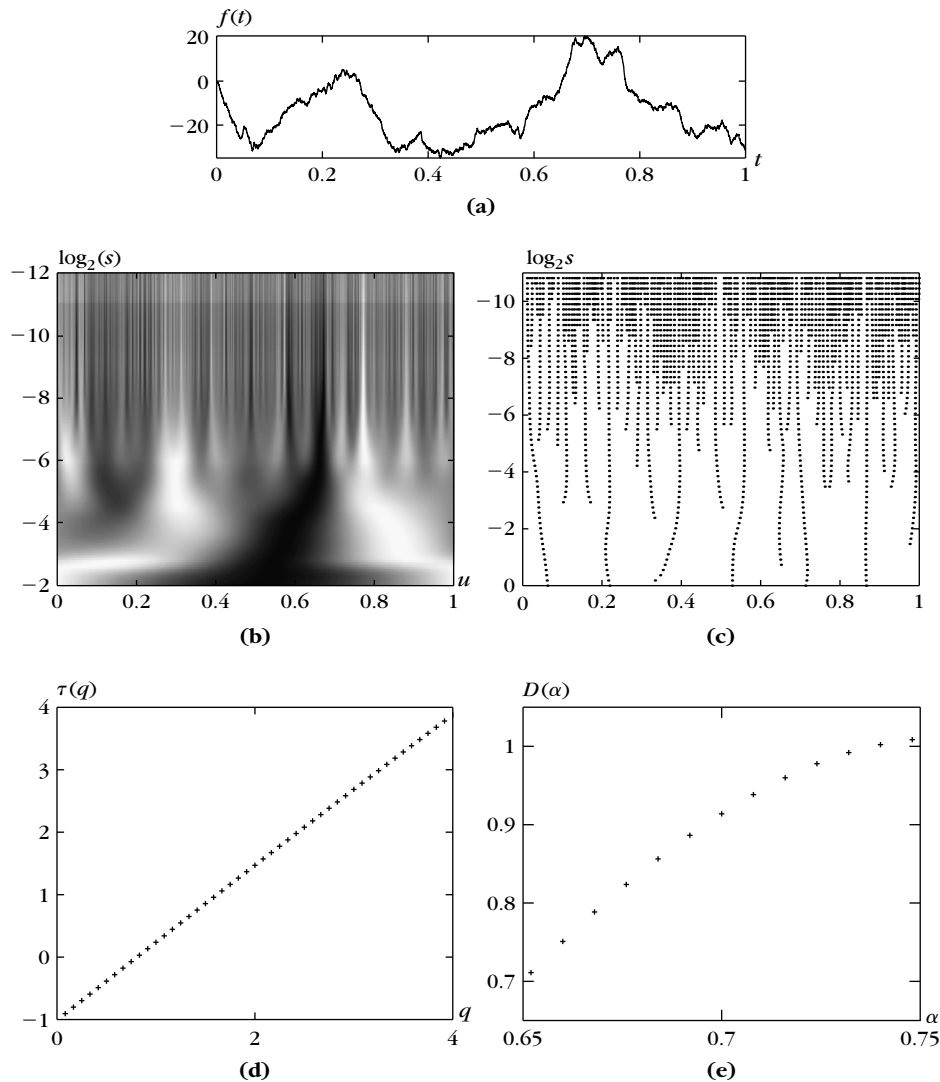 f(t)
20
0
−20
0 0.2 0.4 0.6 0.8 1 t
(a)
log₂(s)
−12
−10
−8
−6
−4
−2
0 0.2 0.4 0.6 0.8 1 u
(b)
log₂s
−10
−8
−6
−4
−2
0
0 0.2 0.4 0.6 0.8 1
(c)
τ(q)
4
3
2
1
0
−1
0 2 4 q
(d)
D(α)
1
0.9
0.8
0.7
0.65 0.7 0.75 α
(e)